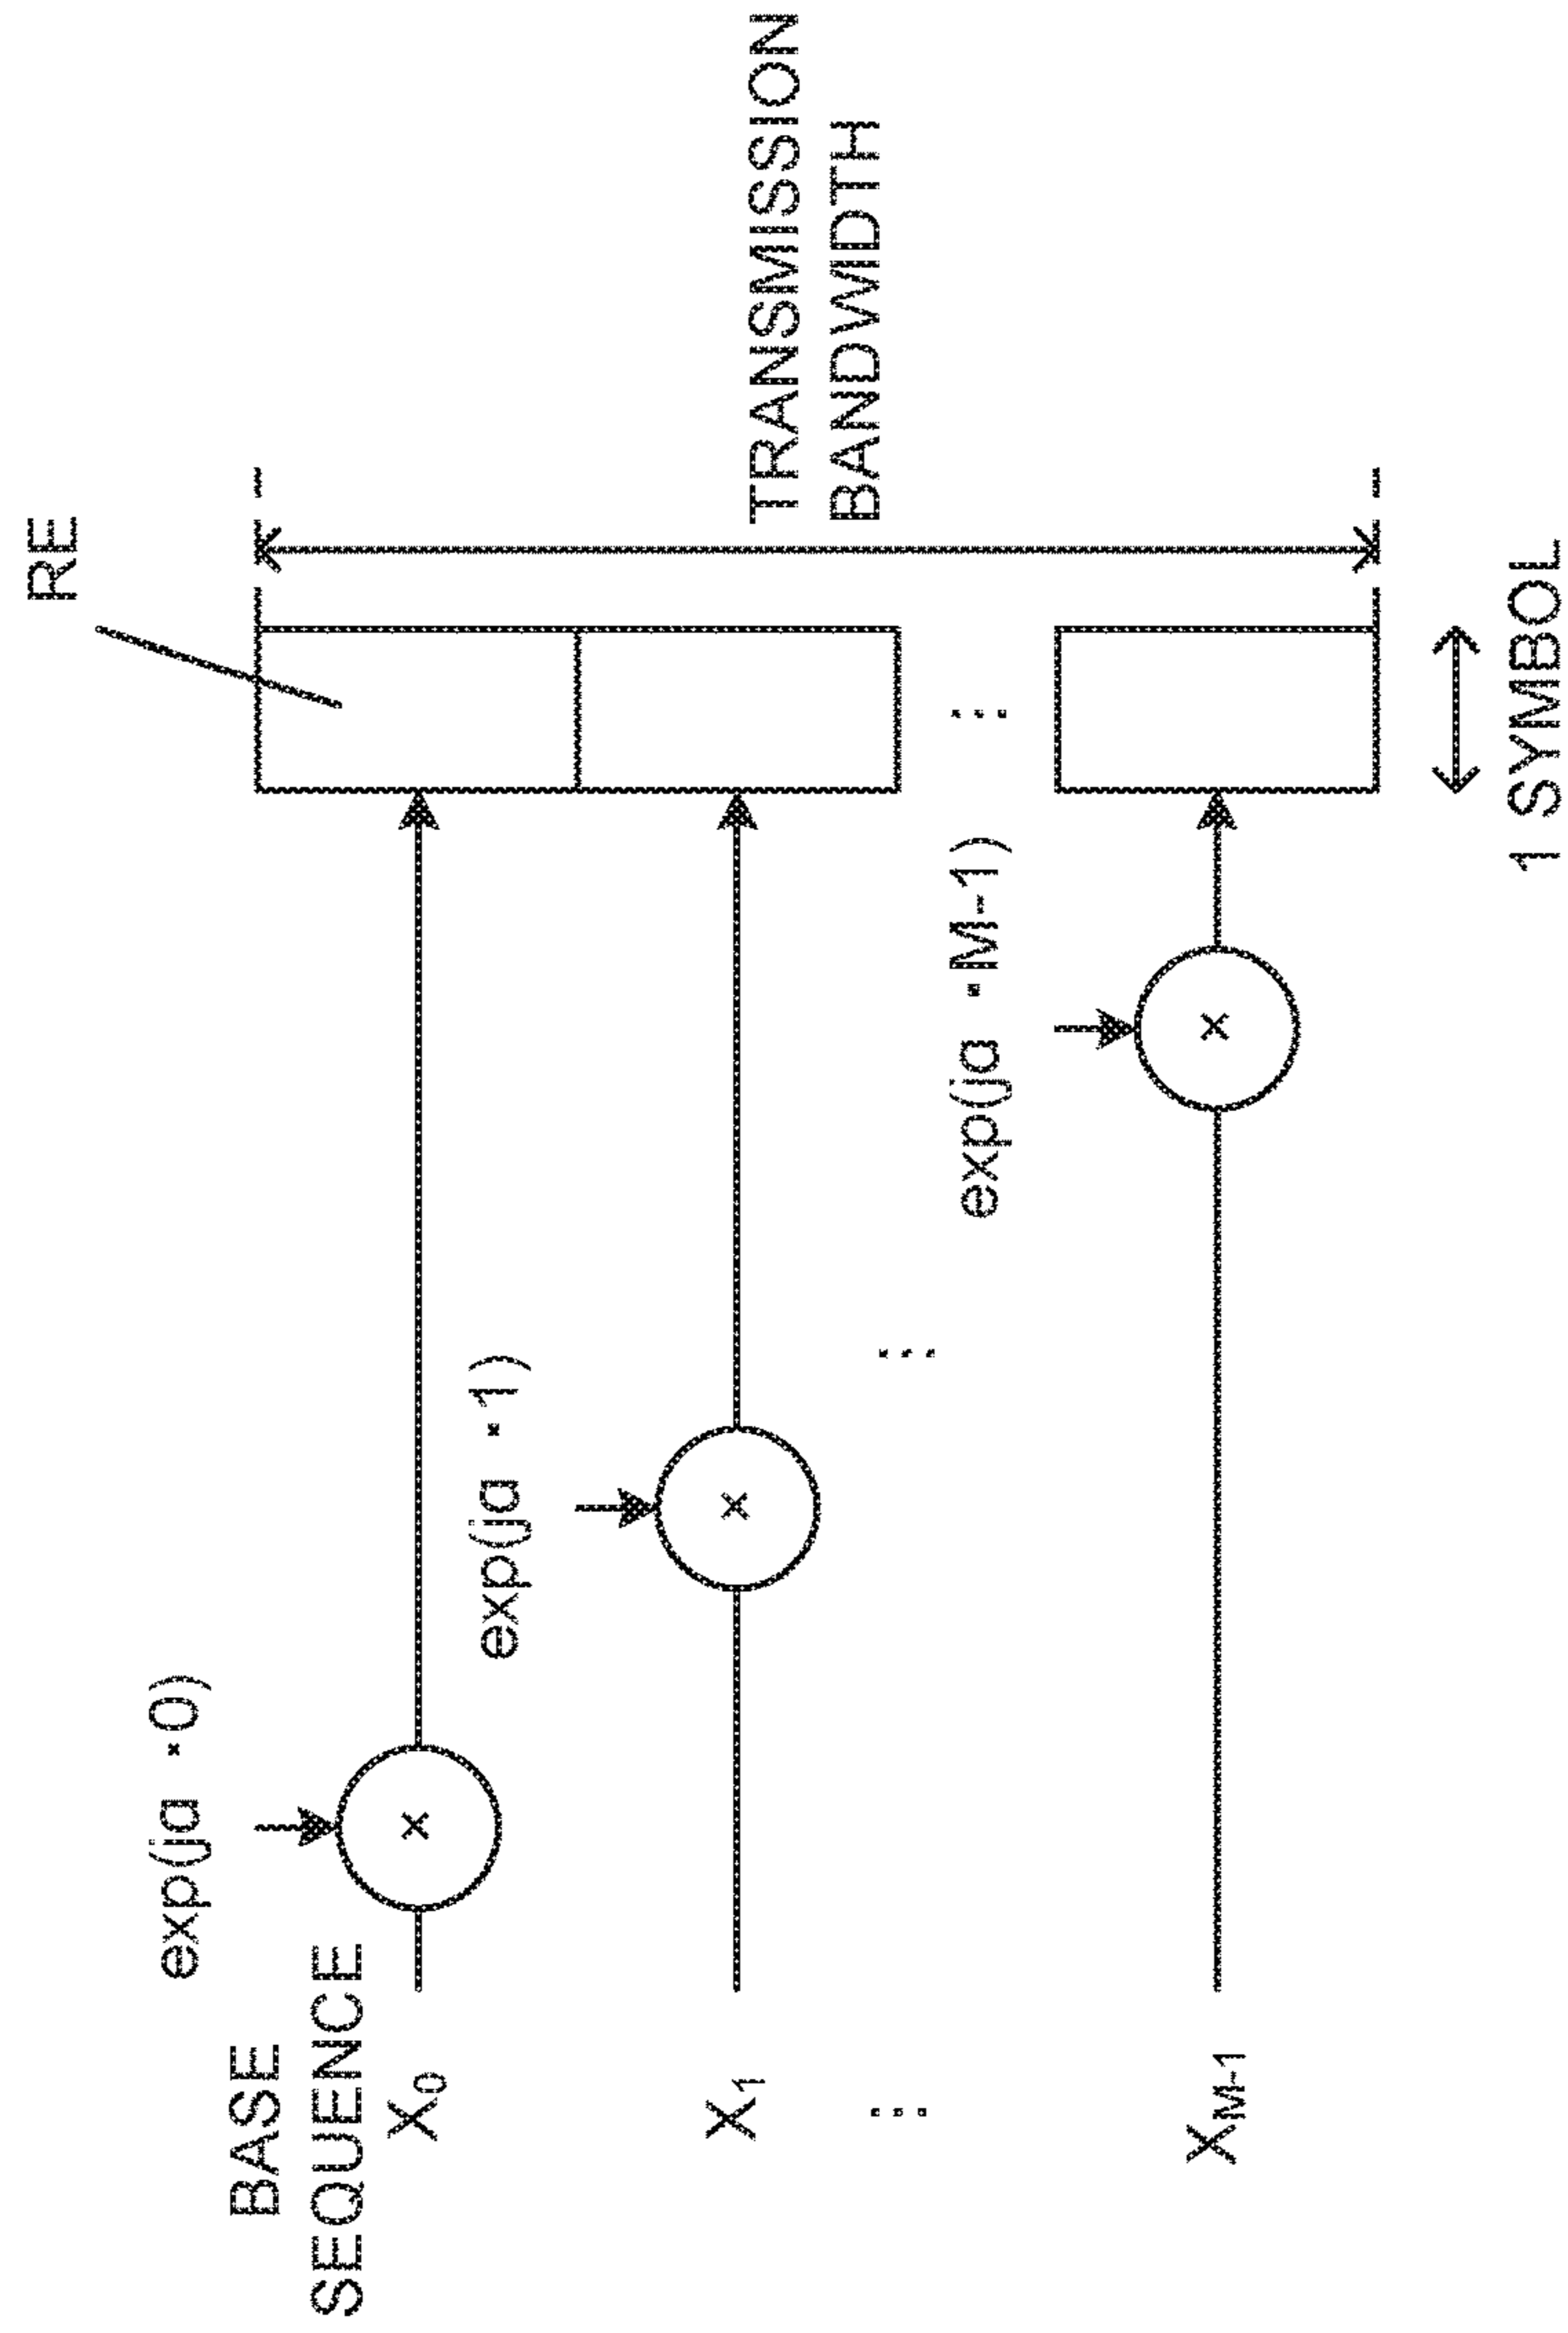 RE
exp(jα ·0)
BASE
SEQUENCE
X₀
exp(jα ·1)
X₁
TRANSMISSION
BANDWIDTH
exp(jα ·M-1)
X_M-1
1 SYMBOL